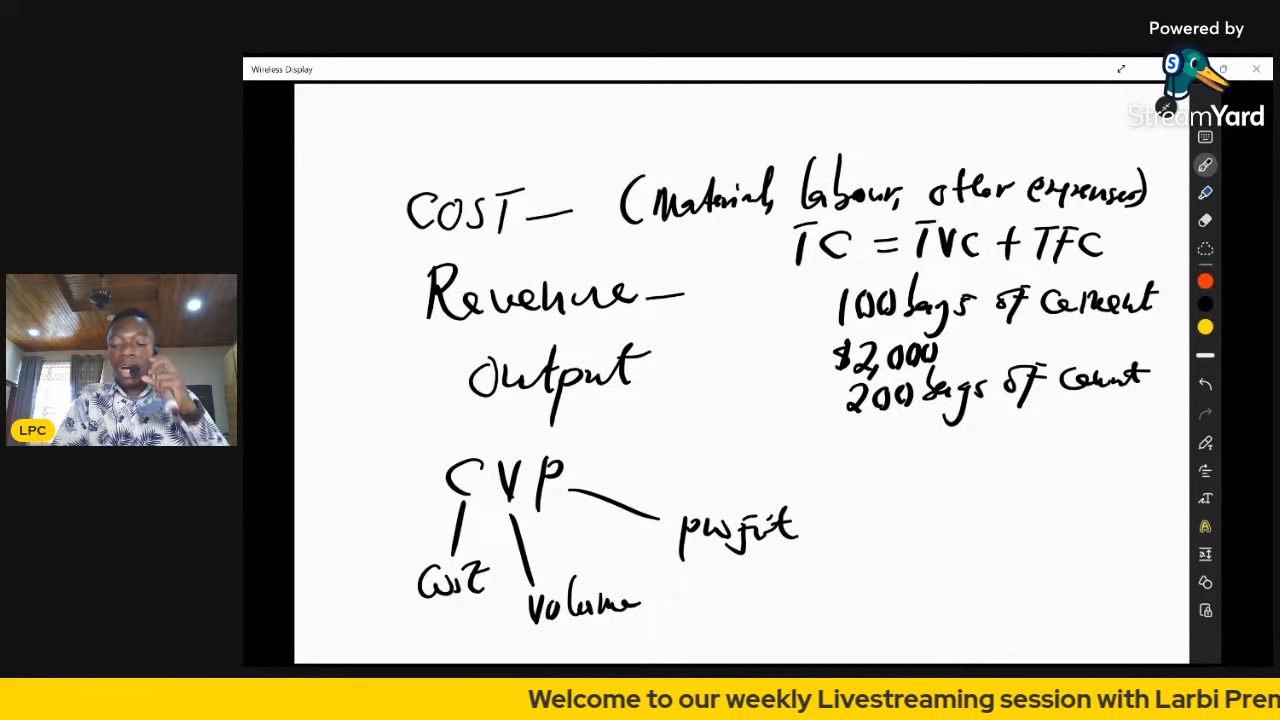 Powered by
StreamYard
Wireless Display
COST — (Material, labour, other expenses)
TC = TVC + TFC
Revenue —
100 bags of cement
$2,000
Output
200 bags of cement
CVP
profit
Cost
volume
LPC
Welcome to our weekly Livestreaming session with Larbi Prem